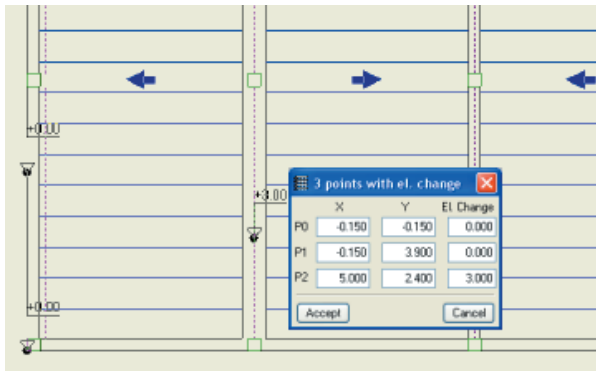 +0.00
3 points with el. change
+3.00
X Y El. Change
P0 -0.150 -0.150 0.000
P1 -0.150 3.900 0.000
P2 5.000 2.400 3.000
+0.00
Accept Cancel